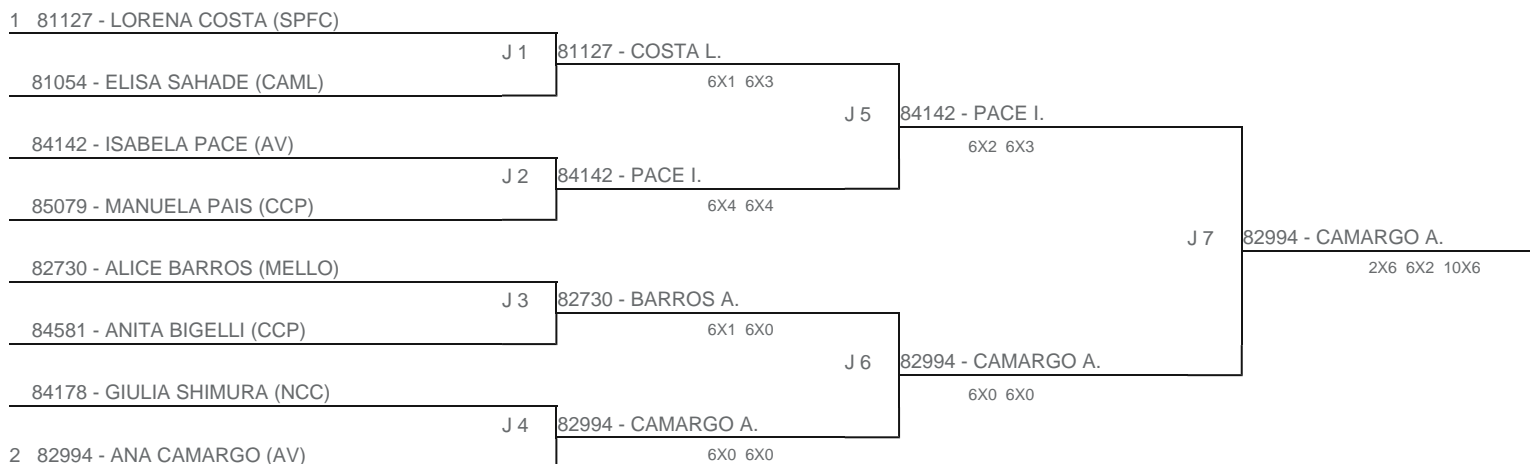 1 81127 - LORENA COSTA (SPFC)
J 1
81127 - COSTA L.
6X1 6X3
81054 - ELISA SAHADE (CAML)
J 5
84142 - PACE I.
6X2 6X3
84142 - ISABELA PACE (AV)
J 2
84142 - PACE I.
6X4 6X4
85079 - MANUELA PAIS (CCP)
J 7
82994 - CAMARGO A.
2X6 6X2 10X6
82730 - ALICE BARROS (MELLO)
J 3
82730 - BARROS A.
6X1 6X0
84581 - ANITA BIGELLI (CCP)
J 6
82994 - CAMARGO A.
6X0 6X0
84178 - GIULIA SHIMURA (NCC)
J 4
82994 - CAMARGO A.
6X0 6X0
2 82994 - ANA CAMARGO (AV)